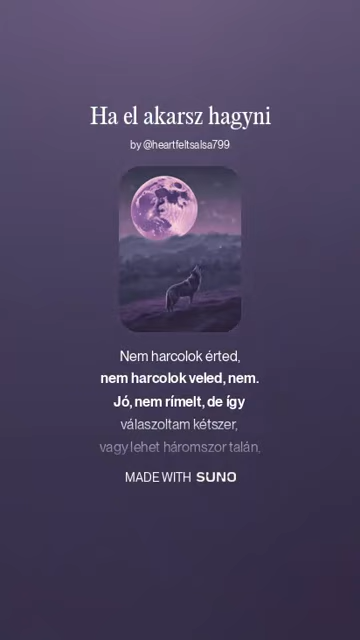 Ha el akarsz hagyni
by @heartfeltsalsa799
Nem harcolok érted,
nem harcolok veled, nem.
Jó, nem rímelt, de így
válaszoltam kétszer,
vagy lehet háromszor talán,
MADE WITH SUNO